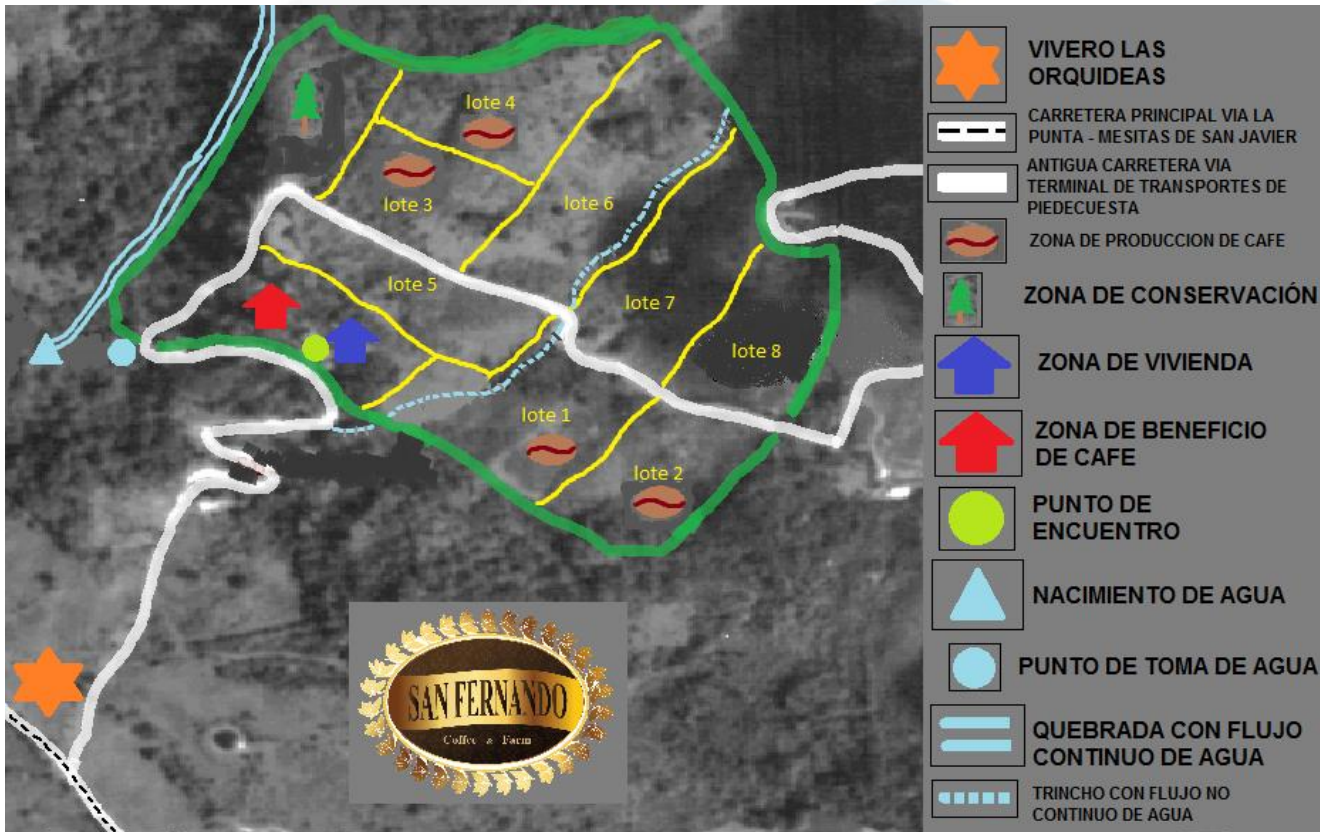 lote 4
lote 3
lote 6
lote 5
lote 7
lote 8
lote 1
lote 2
SAN FERNANDO
Coffee & Farm
VIVERO LAS
ORQUIDEAS
CARRETERA PRINCIPAL VIA LA
PUNTA - MESITAS DE SAN JAVIER
ANTIGUA CARRETERA VIA
TERMINAL DE TRANSPORTES DE
PIEDECUESTA
ZONA DE PRODUCCION DE CAFE
ZONA DE CONSERVACIÓN
ZONA DE VIVIENDA
ZONA DE BENEFICIO
DE CAFE
PUNTO DE
ENCUENTRO
NACIMIENTO DE AGUA
PUNTO DE TOMA DE AGUA
QUEBRADA CON FLUJO
CONTINUO DE AGUA
TRINCHO CON FLUJO NO
CONTINUO DE AGUA